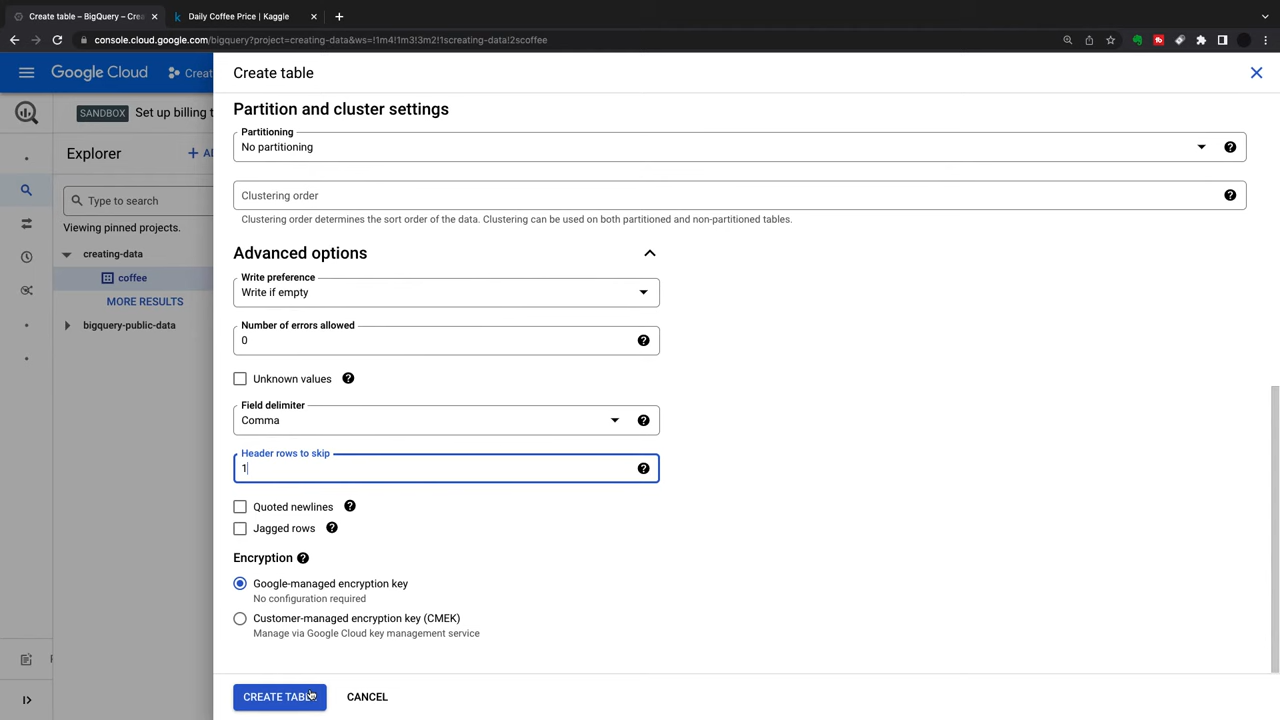 Create table – BigQuery – Crea
Daily Coffee Price | Kaggle
console.cloud.google.com/bigquery?project=creating-data&ws=!1m4!1m3!3m2!1screating-data!2scoffee
Google Cloud
Creat
Create table
SANDBOX
Set up billing t
Explorer
+ AD
Type to search
Viewing pinned projects.
creating-data
coffee
MORE RESULTS
bigquery-public-data
Partition and cluster settings
Partitioning
No partitioning
Clustering order
Clustering order determines the sort order of the data. Clustering can be used on both partitioned and non-partitioned tables.
Advanced options
Write preference
Write if empty
Number of errors allowed
0
Unknown values
Field delimiter
Comma
Header rows to skip
1
Quoted newlines
Jagged rows
Encryption
Google-managed encryption key
No configuration required
Customer-managed encryption key (CMEK)
Manage via Google Cloud key management service
CREATE TABLE
CANCEL